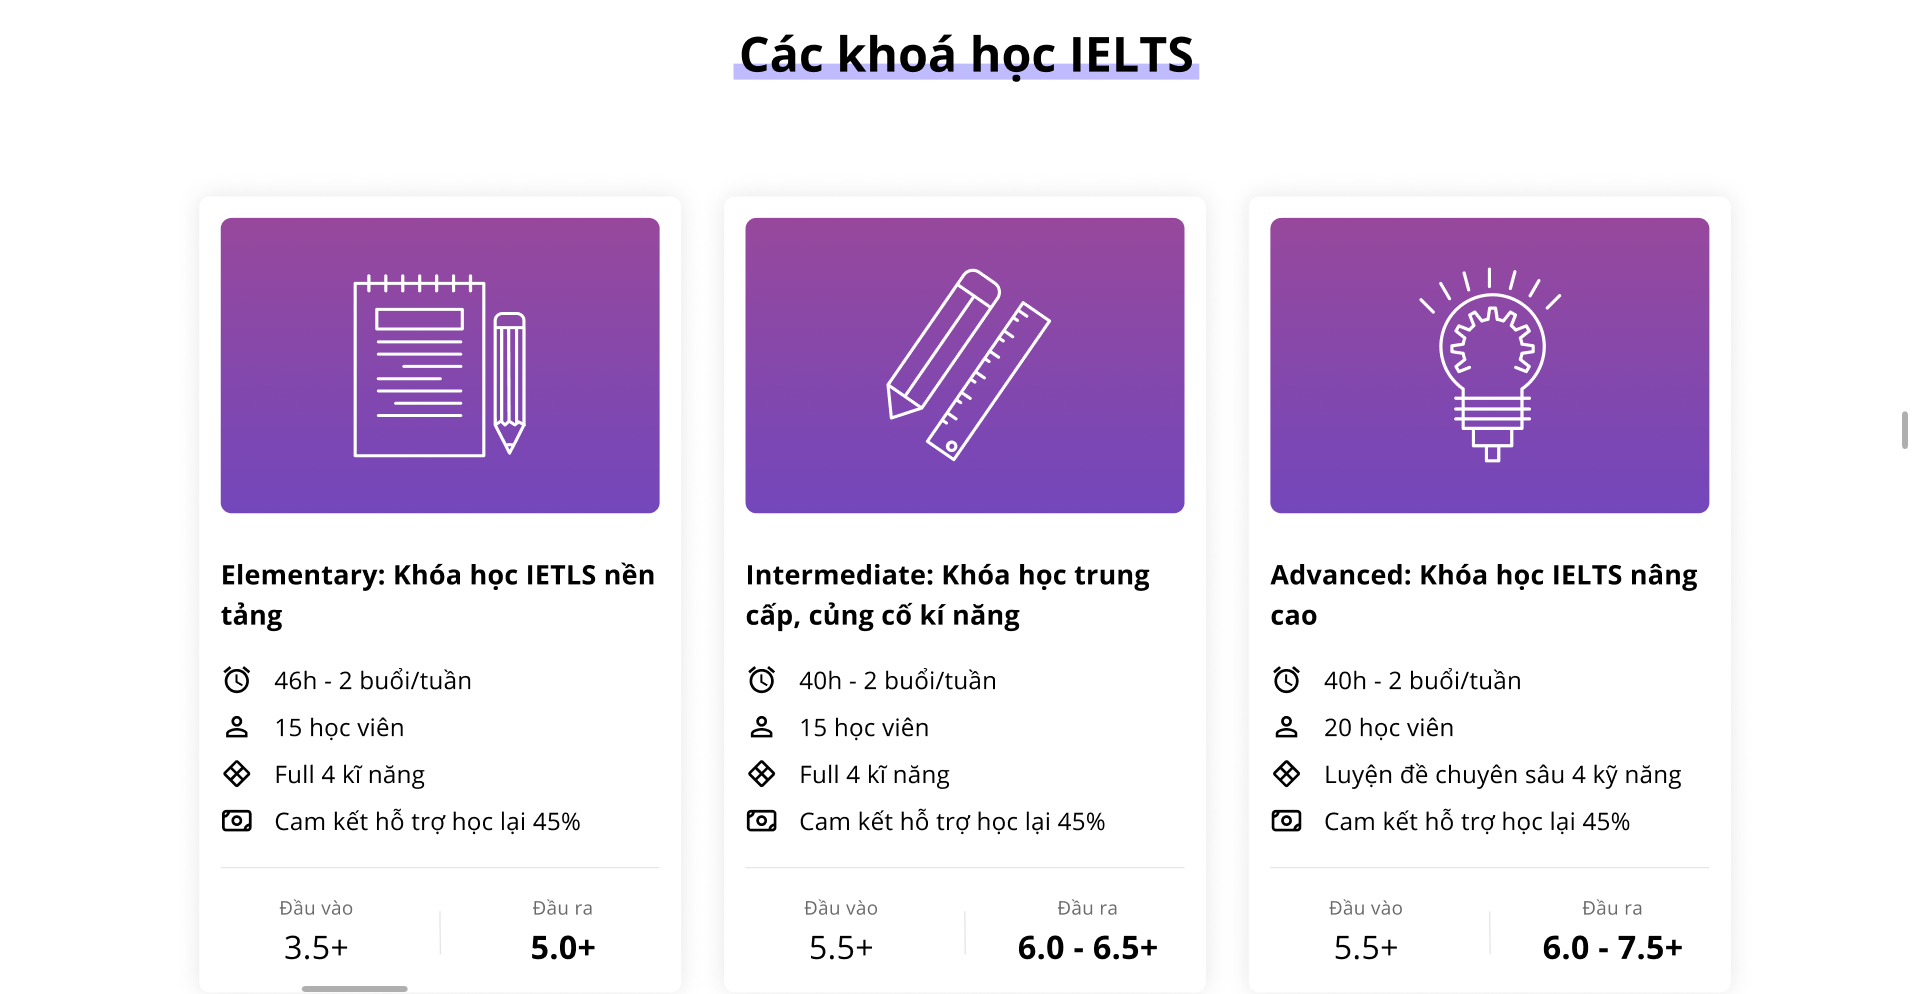 Các khoá học IELTS
Elementary: Khóa học IETLS nền
tảng
46h - 2 buổi/tuần
15 học viên
Full 4 kĩ năng
Cam kết hỗ trợ học lại 45%
Đầu vào
3.5+
Đầu ra
5.0+
Intermediate: Khóa học trung
cấp, củng cố kí năng
40h - 2 buổi/tuần
15 học viên
Full 4 kĩ năng
Cam kết hỗ trợ học lại 45%
Đầu vào
5.5+
Đầu ra
6.0 - 6.5+
Advanced: Khóa học IELTS nâng
cao
40h - 2 buổi/tuần
20 học viên
Luyện đề chuyên sâu 4 kỹ năng
Cam kết hỗ trợ học lại 45%
Đầu vào
5.5+
Đầu ra
6.0 - 7.5+